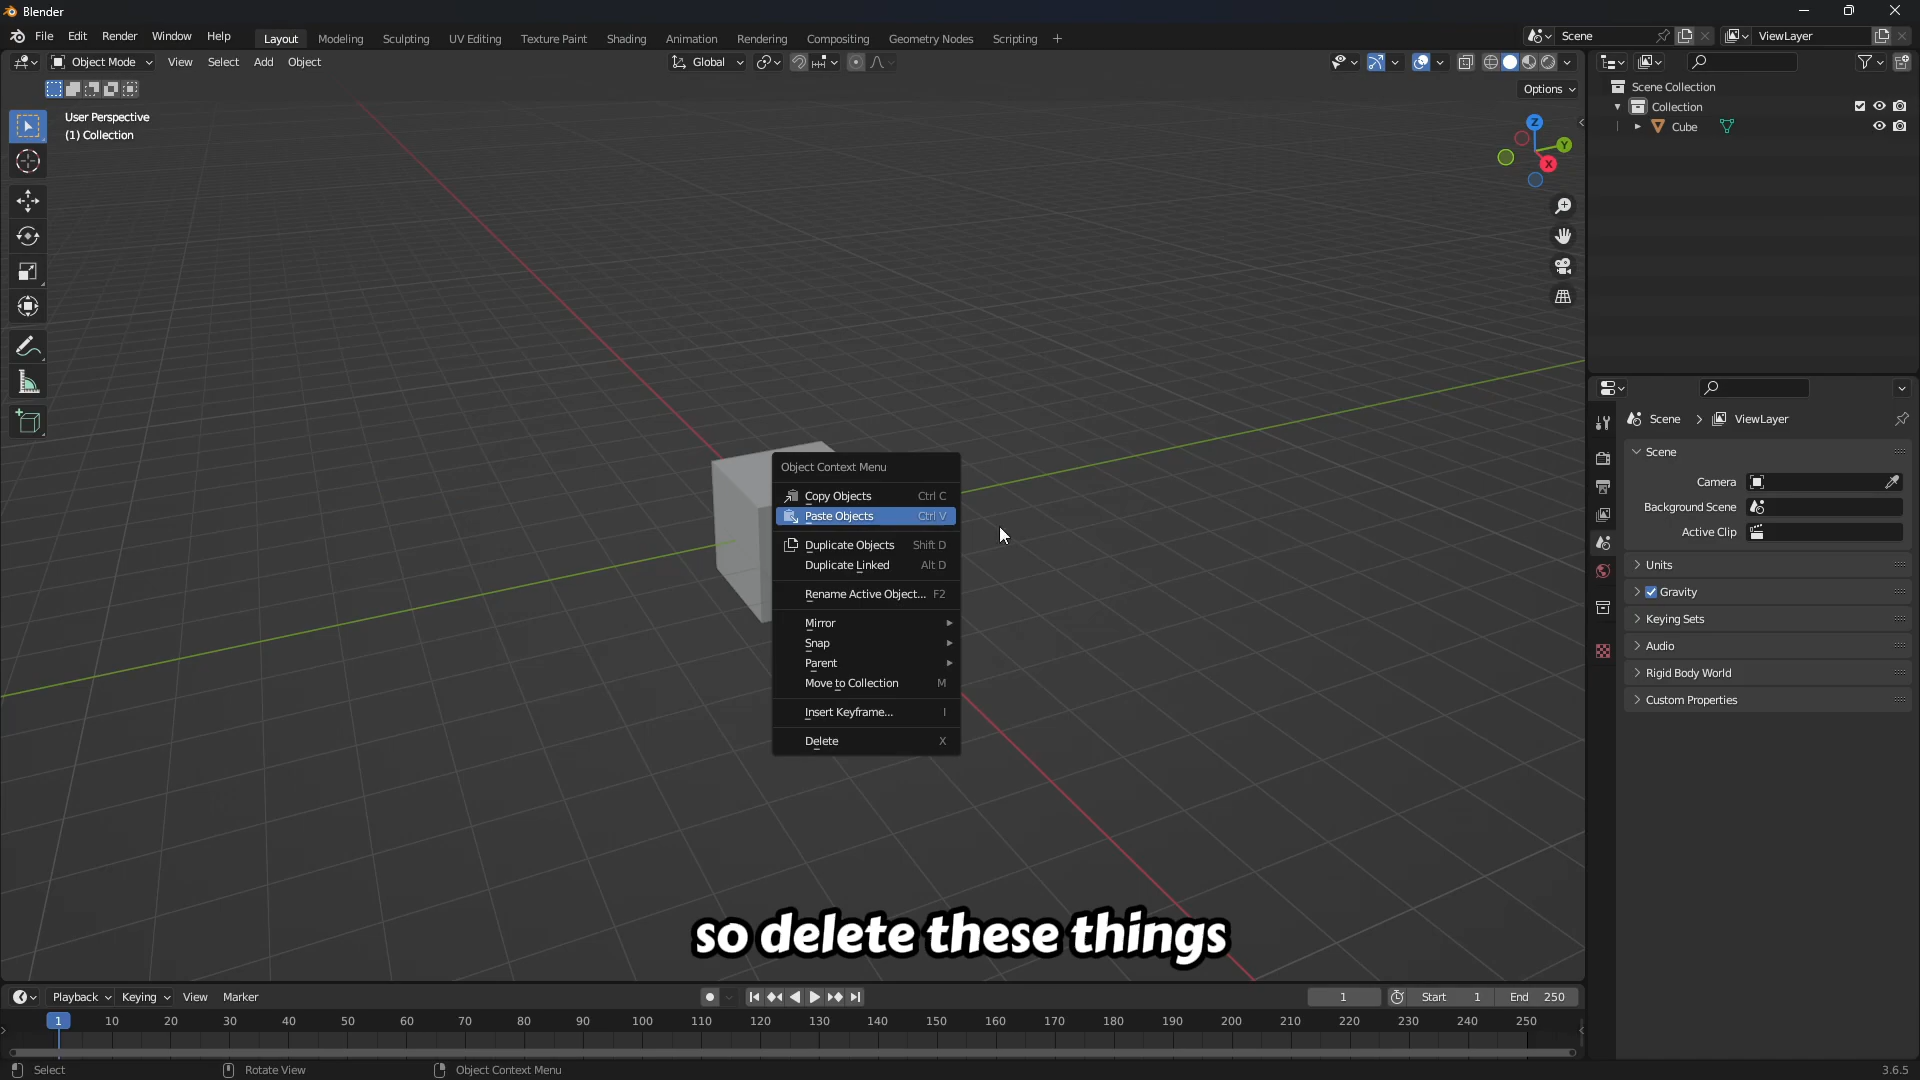 Blender
File Edit Render Window Help Layout Modeling Sculpting UV Editing Texture Paint Shading Animation Rendering Compositing Geometry Nodes Scripting + Scene ViewLayer
Object Mode View Select Add Object Global
Options
User Perspective
(1) Collection
Z
Y
X
Scene Collection
Collection
Cube
Scene > ViewLayer
Scene
Camera
Background Scene
Active Clip
Units
Gravity
Keying Sets
Audio
Rigid Body World
Custom Properties
Object Context Menu
Copy Objects Ctrl C
Paste Objects Ctrl V
Duplicate Objects Shift D
Duplicate Linked Alt D
Rename Active Object... F2
Mirror
Snap
Parent
Move to Collection M
Insert Keyframe... I
Delete X
so delete these things
Playback Keying View Marker 1 Start 1 End 250
1 10 20 30 40 50 60 70 80 90 100 110 120 130 140 150 160 170 180 190 200 210 220 230 240 250
Select Rotate View Object Context Menu 3.6.5